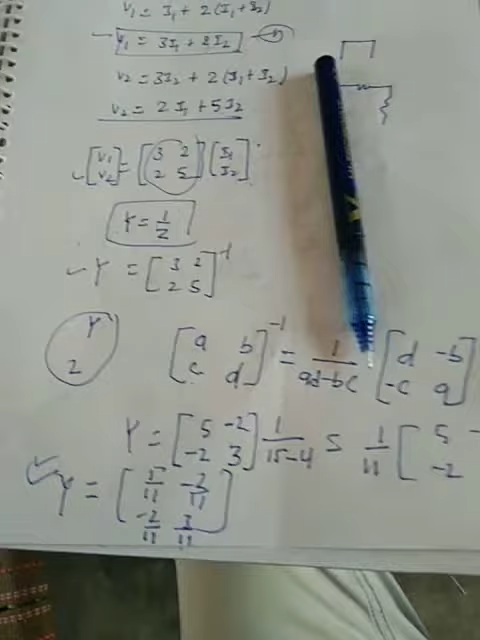 V1 = I1 + 2(I1+I2)
V1 = 3I1 + 2I2
V2 = 3I2 + 2(I1+I2)
V2 = 2I1 + 5I2
[V1 V2] = [3 2 2 5] [I1 I2]
Y = 1/Z
Y = [3 2 2 5]^-1
Y
Z
[a b c d]^-1 = 1/(ad-bc) [d -b -c a]
Y = [5 -2 -2 3] 1/(15-4) = 1/11 [5 - -2
Y = [5/11 -2/11 -2/11 3/11]